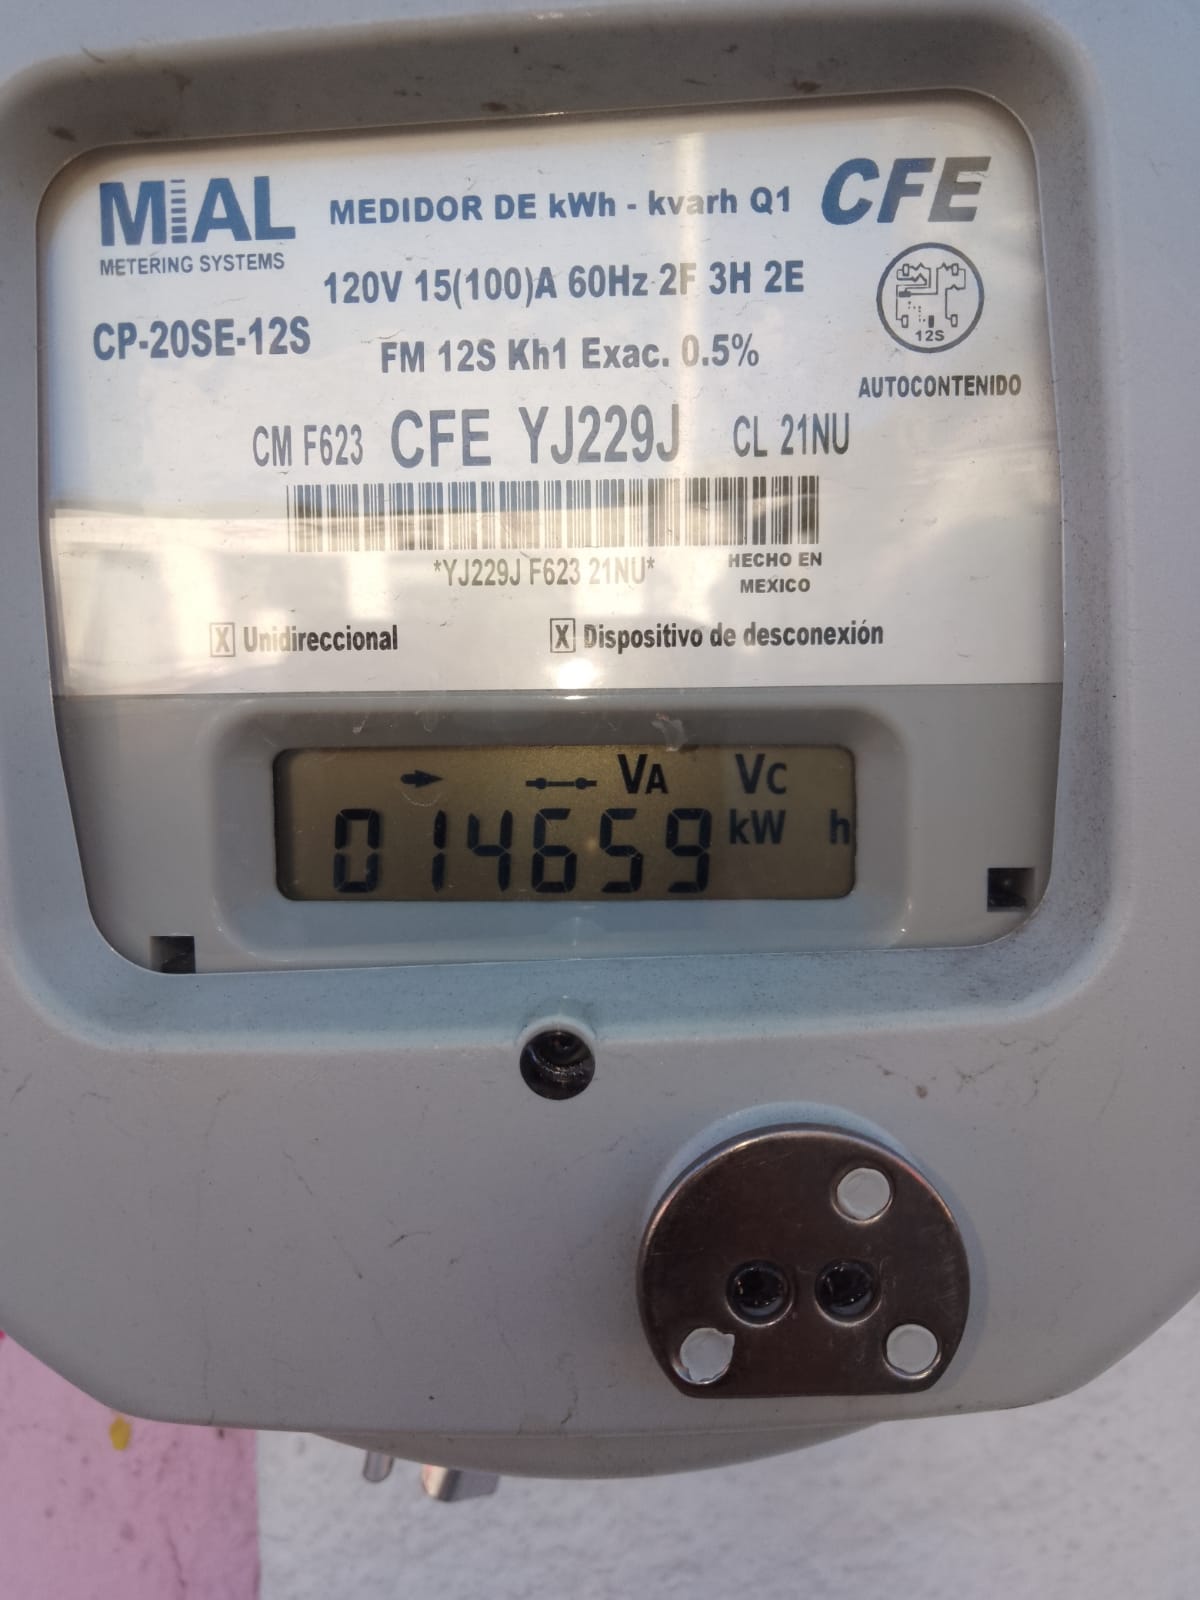 MIAL
METERING SYSTEMS
MEDIDOR DE kWh - kvarh Q1
CFE
120V 15(100)A 60Hz 2F 3H 2E
CP-20SE-12S
FM 12S Kh1 Exac. 0.5%
12S
AUTOCONTENIDO
CM F623 CFE YJ229J CL 21NU
*YJ229J F623 21NU*
HECHO EN
MEXICO
X Unidireccional
X Dispositivo de desconexión
VA VC
014659 kW h